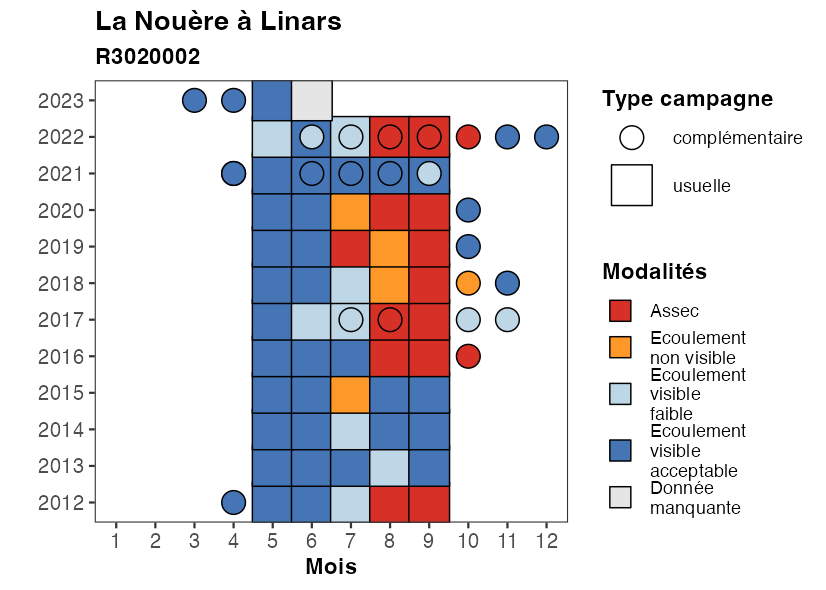 La Nouère à Linars
R3020002
2023
2022
2021
2020
2019
2018
2017
2016
2015
2014
2013
2012
1 2 3 4 5 6 7 8 9 10 11 12
Mois
Type campagne
complémentaire
usuelle
Modalités
Assec
Ecoulement
non visible
Ecoulement
visible
faible
Ecoulement
visible
acceptable
Donnée
manquante